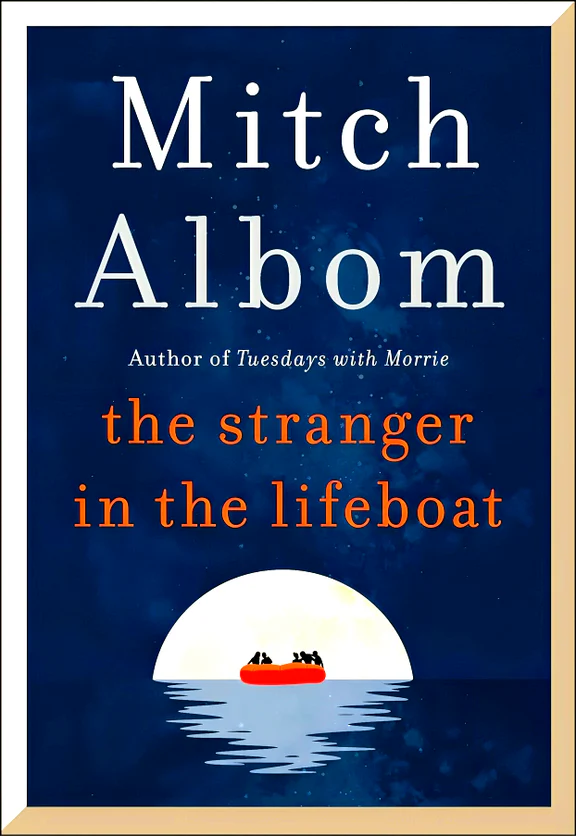 Mitch
Albom
Author of Tuesdays with Morrie
the stranger
in the lifeboat